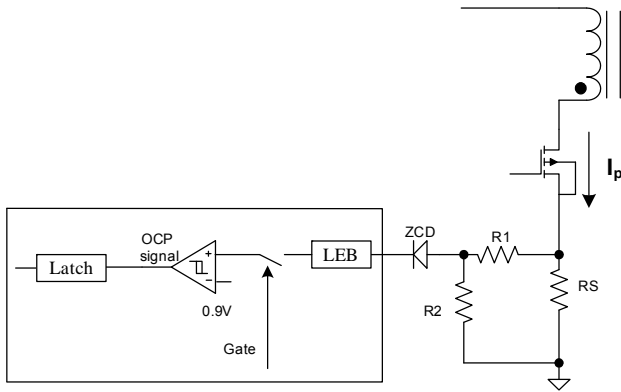 Ip
ZCD
R1
OCP
signal
+
Latch
LEB
-
RS
R2
0.9V
Gate